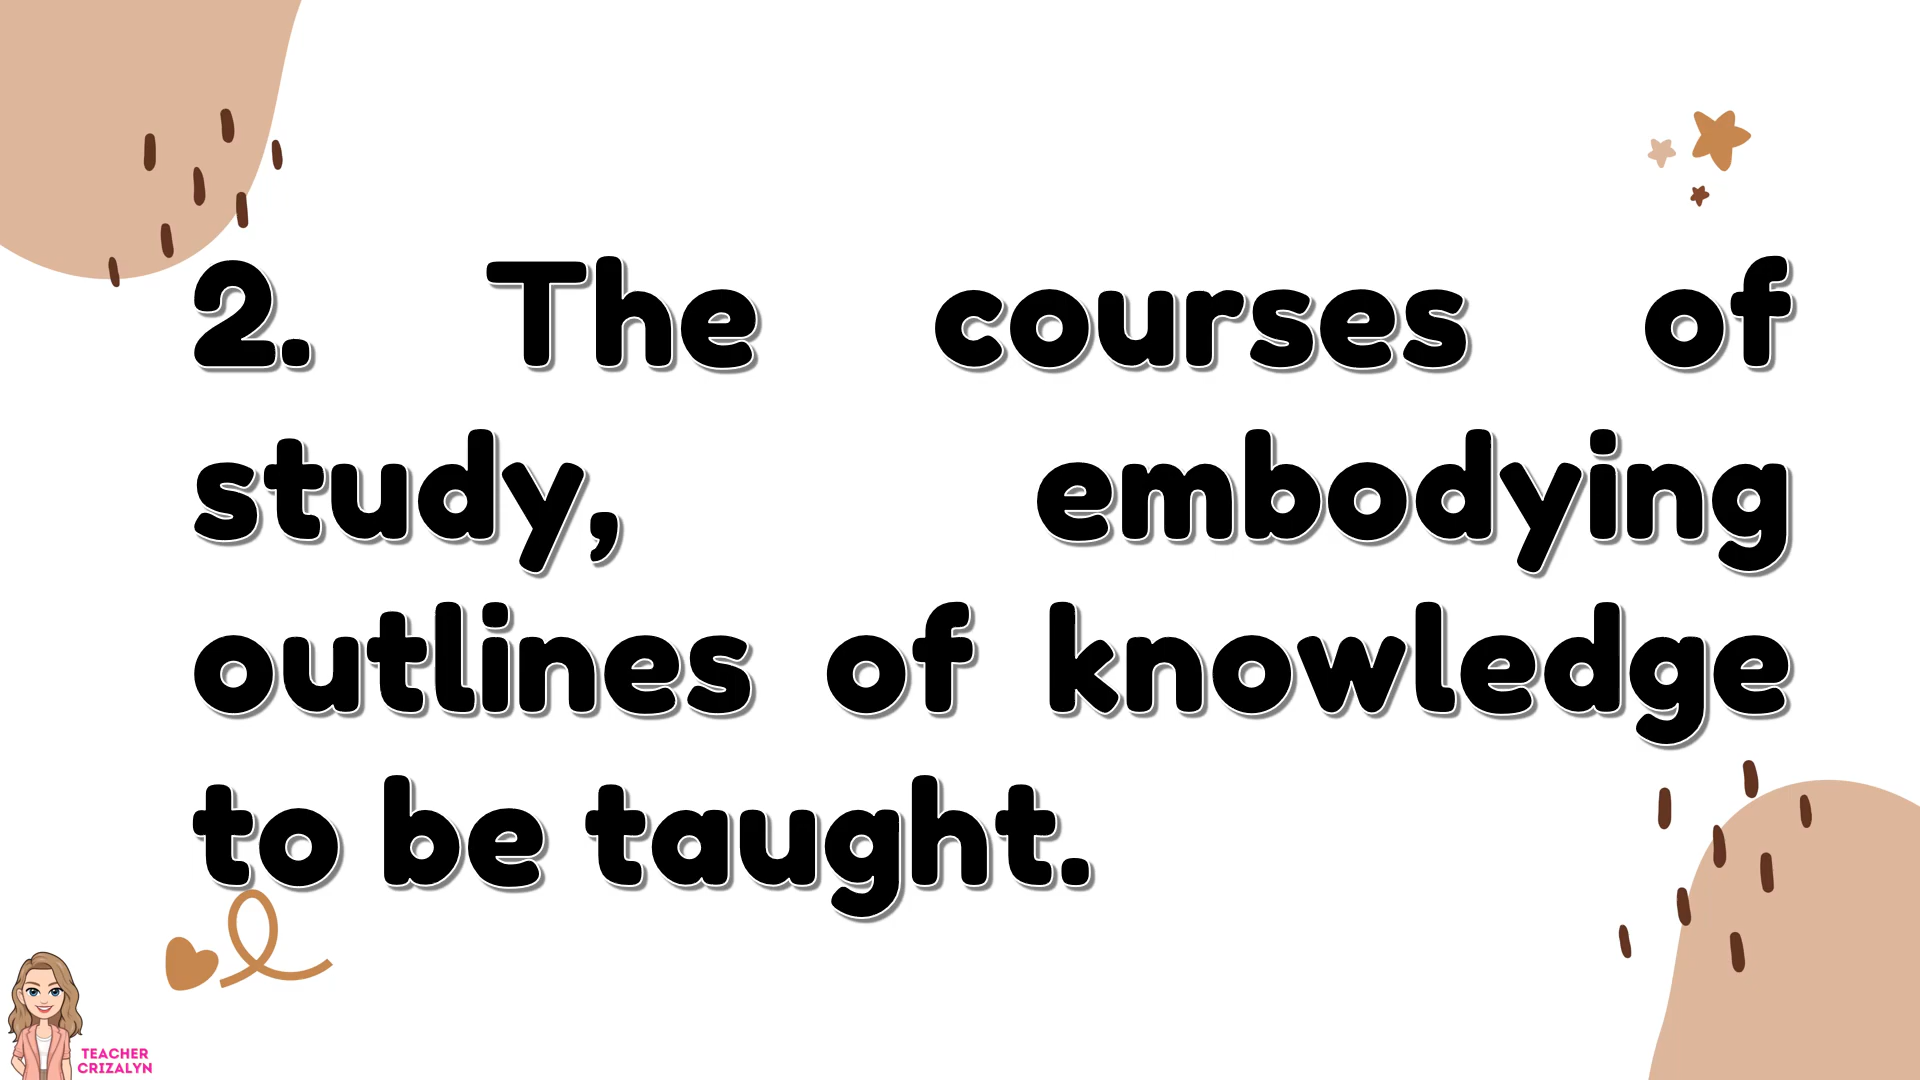 2. The courses of
study, embodying
outlines of knowledge
to be taught.
TEACHER
CRIZALYN